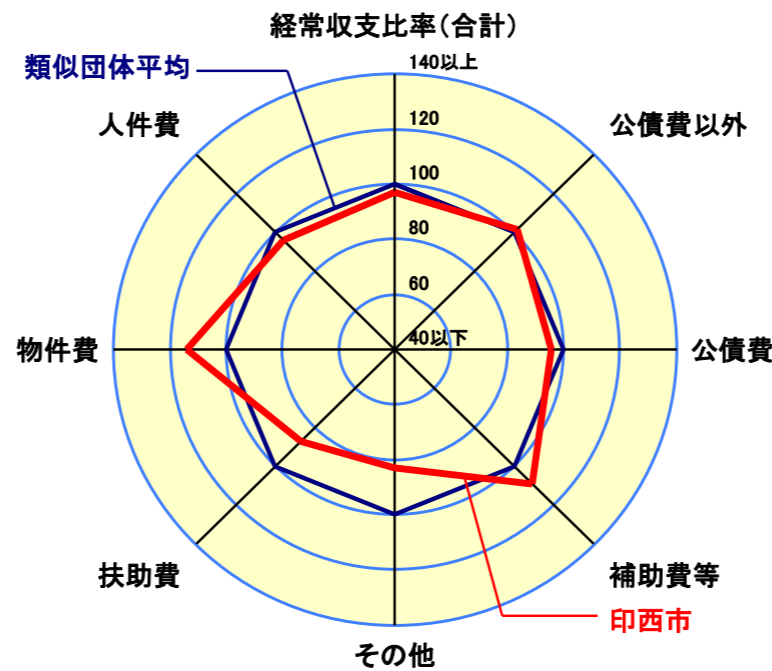 経常収支比率(合計)
類似団体平均
140以上
人件費
120
公債費以外
100
80
60
物件費
40以下
公債費
扶助費
補助費等
印西市
その他